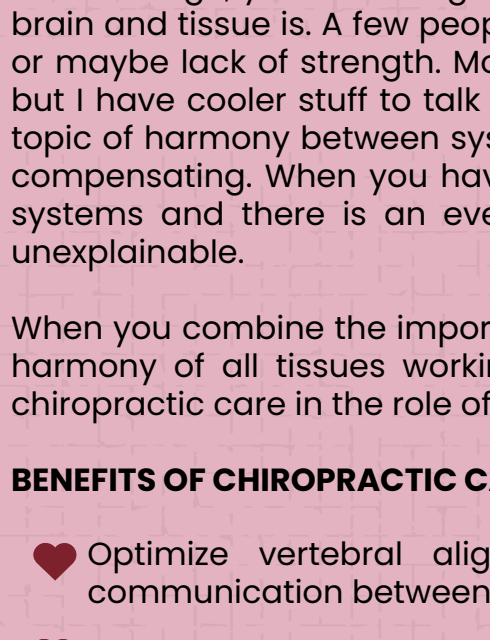 brain and tissue is. A few peop
or maybe lack of strength. Mo
but I have cooler stuff to talk
topic of harmony between sys
compensating. When you hav
systems and there is an eve
unexplainable.
When you combine the impor
harmony of all tissues workin
chiropractic care in the role of
BENEFITS OF CHIROPRACTIC CA
Optimize vertebral alig
communication between